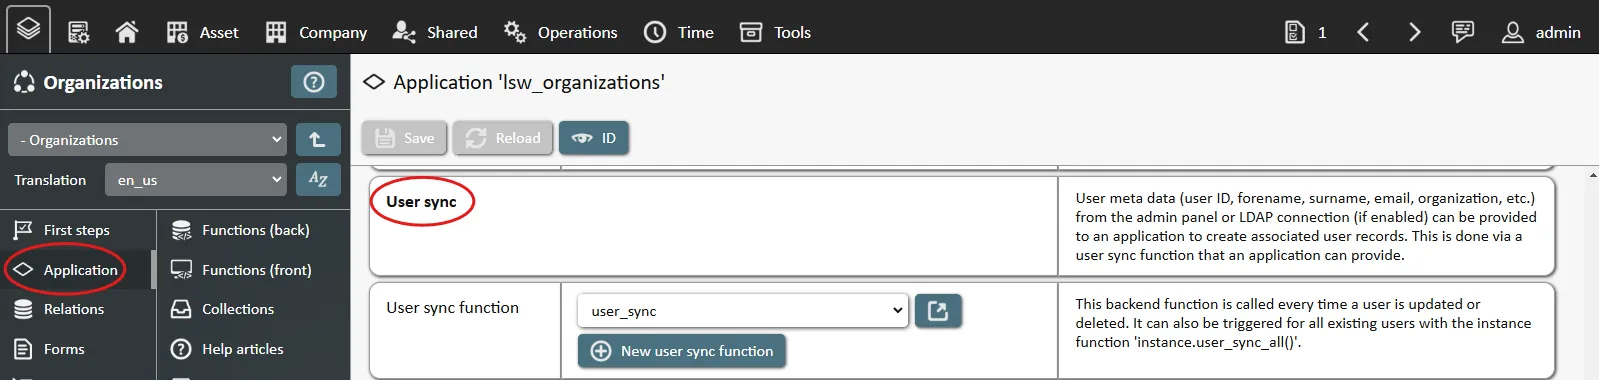 Asset Company Shared Operations Time Tools 1 admin
Organizations
Application 'lsw_organizations'
- Organizations
Save Reload ID
Translation en_us AZ
User sync
User meta data (user ID, forename, surname, email, organization, etc.)
from the admin panel or LDAP connection (if enabled) can be provided
to an application to create associated user records. This is done via a
user sync function that an application can provide.
First steps Functions (back)
Application Functions (front)
Relations Collections
Forms Help articles
User sync function
user_sync
New user sync function
This backend function is called every time a user is updated or
deleted. It can also be triggered for all existing users with the instance
function 'instance.user_sync_all()'.